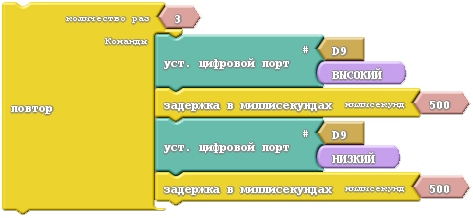 количество раз 3
Команды
# D9
уст. цифровой порт
ВЫСОКИЙ
задержка в миллисекундах миллисекунд 500
повтор
# D9
уст. цифровой порт
НИЗКИЙ
задержка в миллисекундах миллисекунд 500